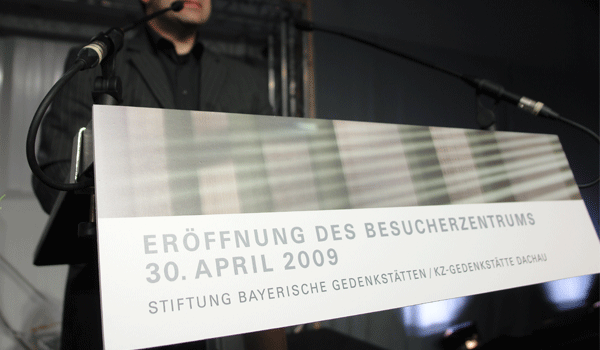 ERÖFFNUNG DES BESUCHERZENTRUMS
30. APRIL 2009
STIFTUNG BAYERISCHE GEDENKSTÄTTEN / KZ-GEDENKSTÄTTE DACHAU